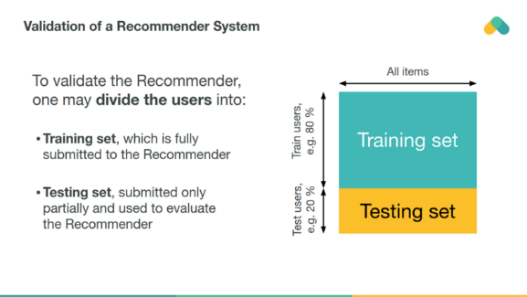 Validation of a Recommender System
To validate the Recommender,
one may divide the users into:
• Training set, which is fully
submitted to the Recommender
• Testing set, submitted only
partially and used to evaluate
the Recommender
All items
Train users,
e.g. 80 %
Training set
Test users,
e.g. 20 %
Testing set